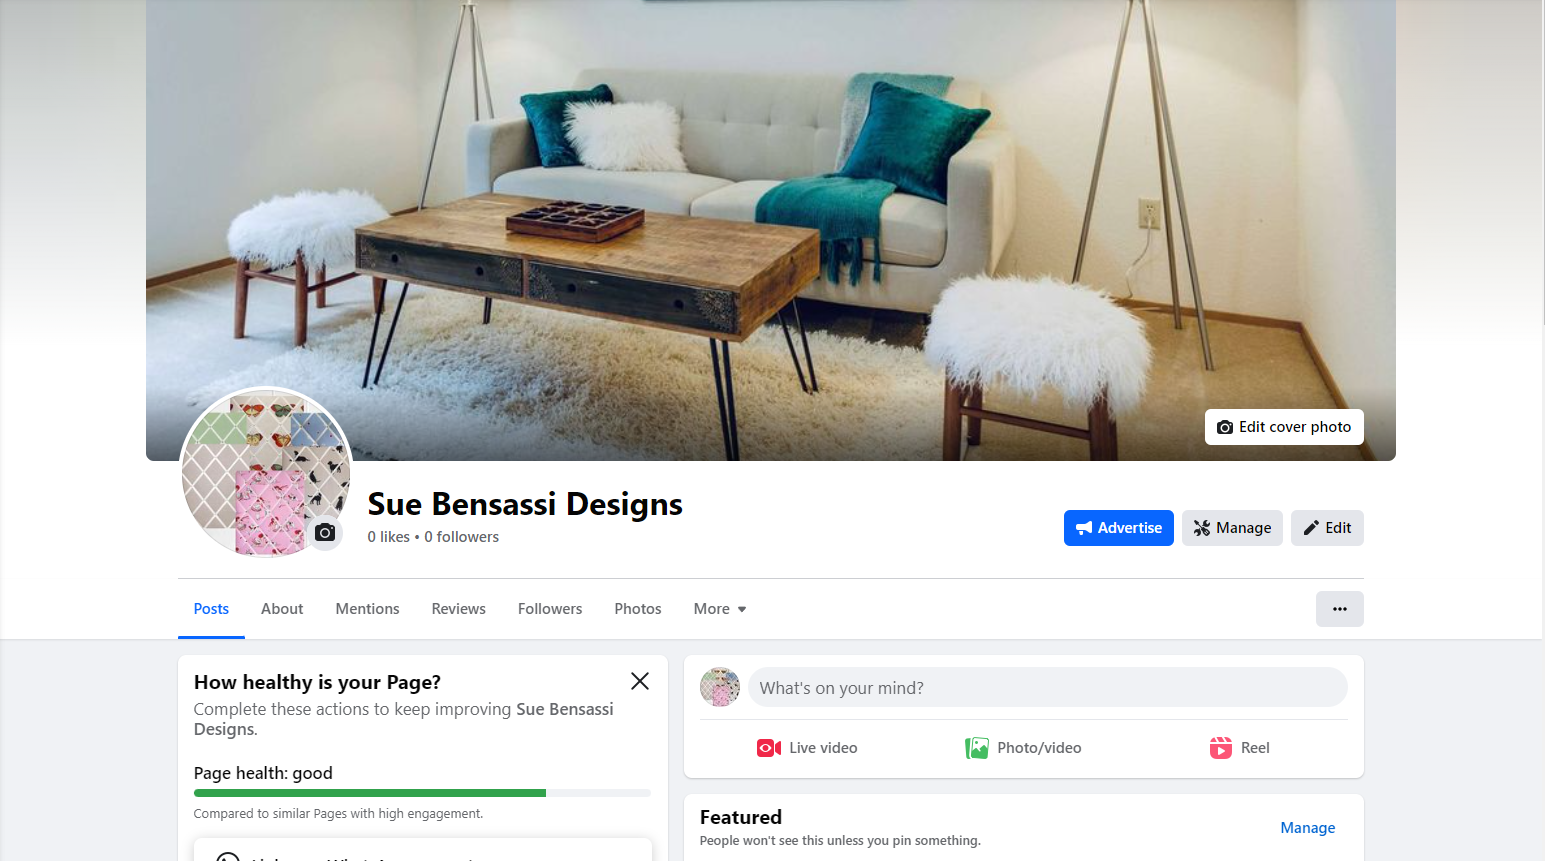 Edit cover photo
Sue Bensassi Designs
0 likes • 0 followers
Advertise
Manage
Edit
Posts
About
Mentions
Reviews
Followers
Photos
More
How healthy is your Page?
Complete these actions to keep improving Sue Bensassi
Designs.
Page health: good
Compared to similar Pages with high engagement.
What's on your mind?
Live video
Photo/video
Reel
Featured
People won't see this unless you pin something.
Manage